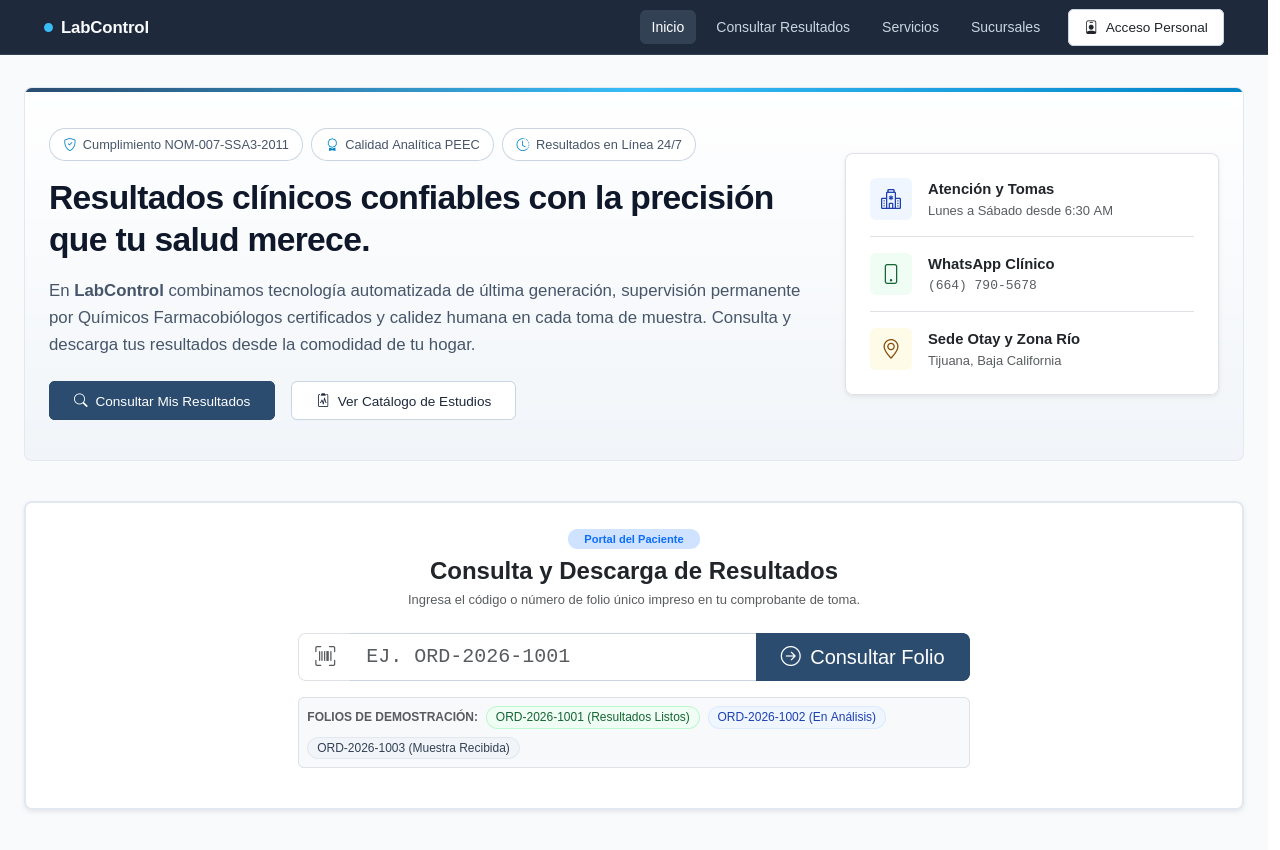 LabControl
Inicio
Consultar Resultados
Servicios
Sucursales
Acceso Personal
Cumplimiento NOM-007-SSA3-2011
Calidad Analítica PEEC
Resultados en Línea 24/7
Resultados clínicos confiables con la precisión
que tu salud merece.
En LabControl combinamos tecnología automatizada de última generación, supervisión permanente
por Químicos Farmacobiólogos certificados y calidez humana en cada toma de muestra. Consulta y
descarga tus resultados desde la comodidad de tu hogar.
Consultar Mis Resultados
Ver Catálogo de Estudios
Atención y Tomas
Lunes a Sábado desde 6:30 AM
WhatsApp Clínico
(664) 790-5678
Sede Otay y Zona Río
Tijuana, Baja California
Portal del Paciente
Consulta y Descarga de Resultados
Ingresa el código o número de folio único impreso en tu comprobante de toma.
EJ. ORD-2026-1001
Consultar Folio
FOLIOS DE DEMOSTRACIÓN:
ORD-2026-1001 (Resultados Listos)
ORD-2026-1002 (En Análisis)
ORD-2026-1003 (Muestra Recibida)